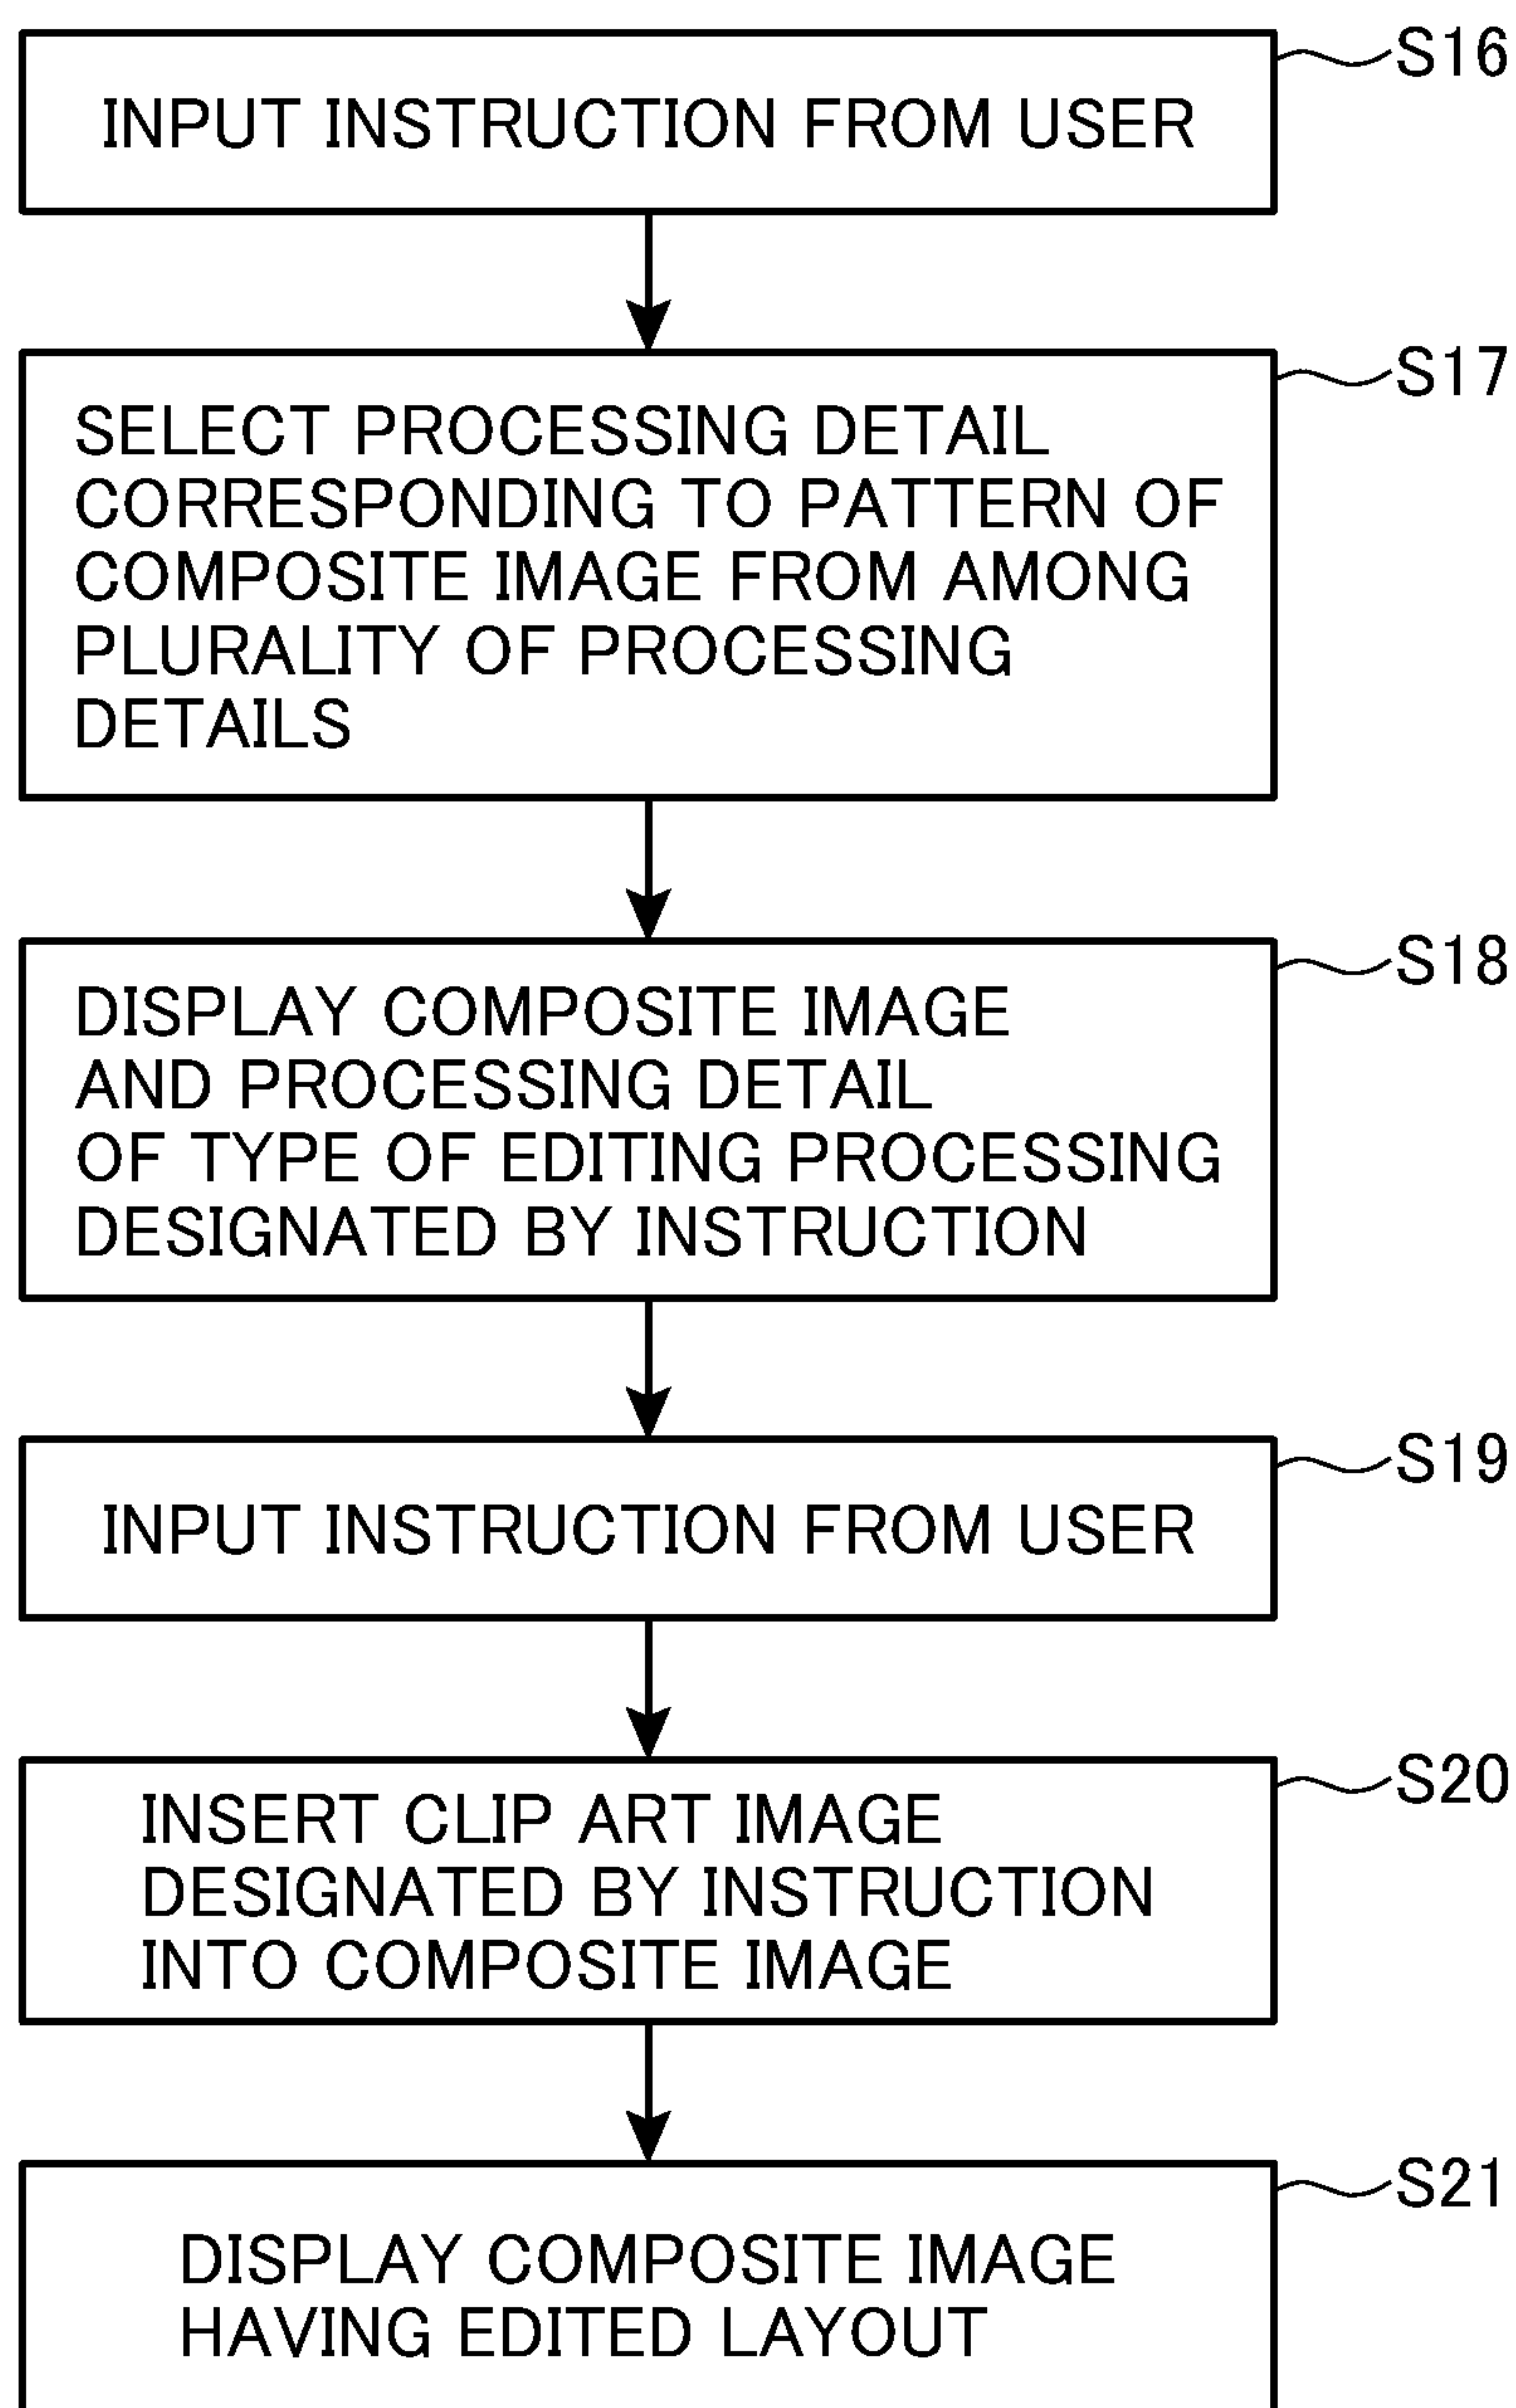 S16
INPUT INSTRUCTION FROM USER
S17
SELECT PROCESSING DETAIL
CORRESPONDING TO PATTERN OF
COMPOSITE IMAGE FROM AMONG
PLURALITY OF PROCESSING
DETAILS
S18
DISPLAY COMPOSITE IMAGE
AND PROCESSING DETAIL
OF TYPE OF EDITING PROCESSING
DESIGNATED BY INSTRUCTION
S19
INPUT INSTRUCTION FROM USER
S20
INSERT CLIP ART IMAGE
DESIGNATED BY INSTRUCTION
INTO COMPOSITE IMAGE
S21
DISPLAY COMPOSITE IMAGE
HAVING EDITED LAYOUT